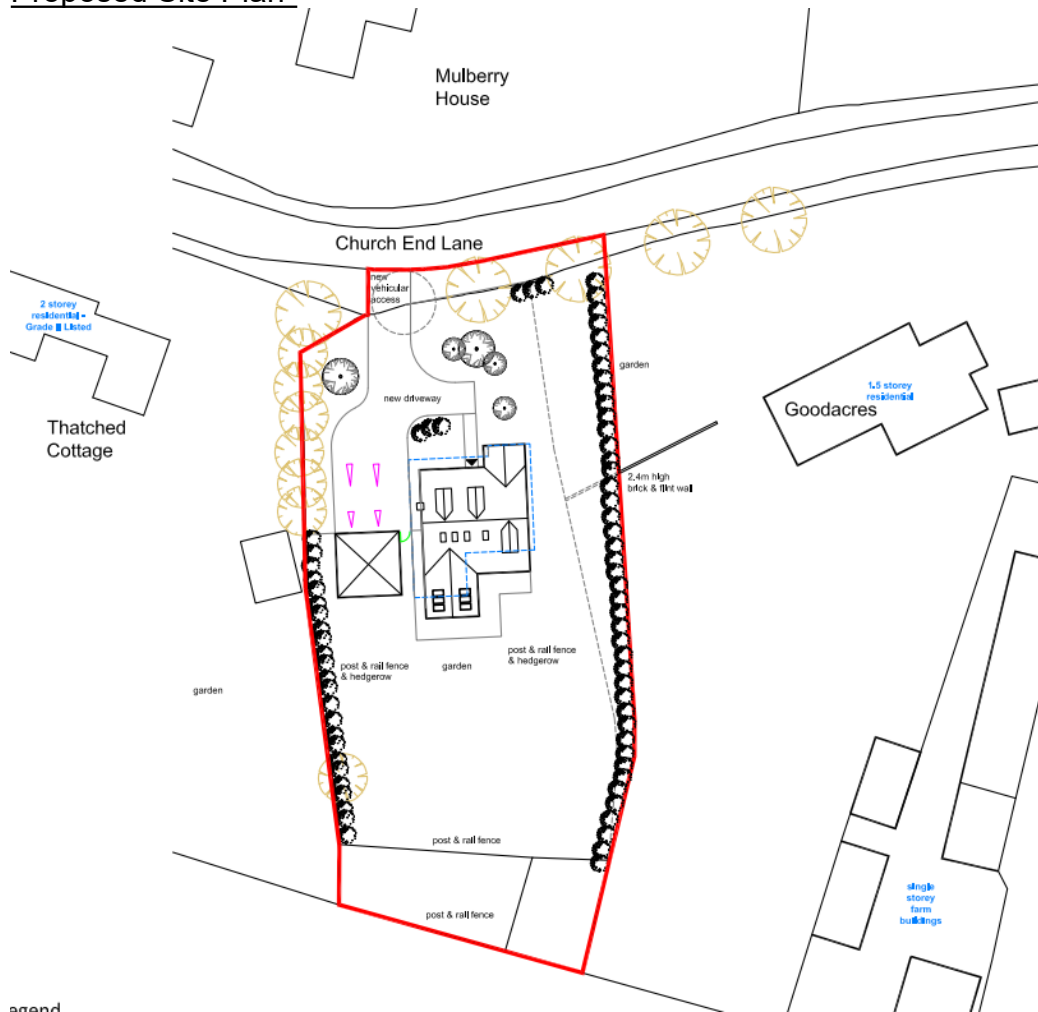 Proposed Site Plan
Mulberry
House
Church End Lane
new
vehicular
access
2 storey
residential -
Grade II Listed
garden
1.5 storey
residential
Goodacres
Thatched
Cottage
new driveway
2.4m high
brick & flint wall
post & rail fence
& hedgerow
garden
post & rail fence
& hedgerow
garden
post & rail fence
single
storey
farm
buildings
post & rail fence
egend